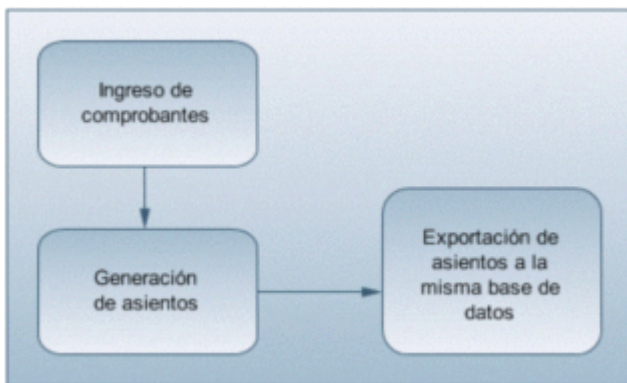 Ingreso de
comprobantes
Generación
de asientos
Exportación de
asientos a la
misma base de
datos